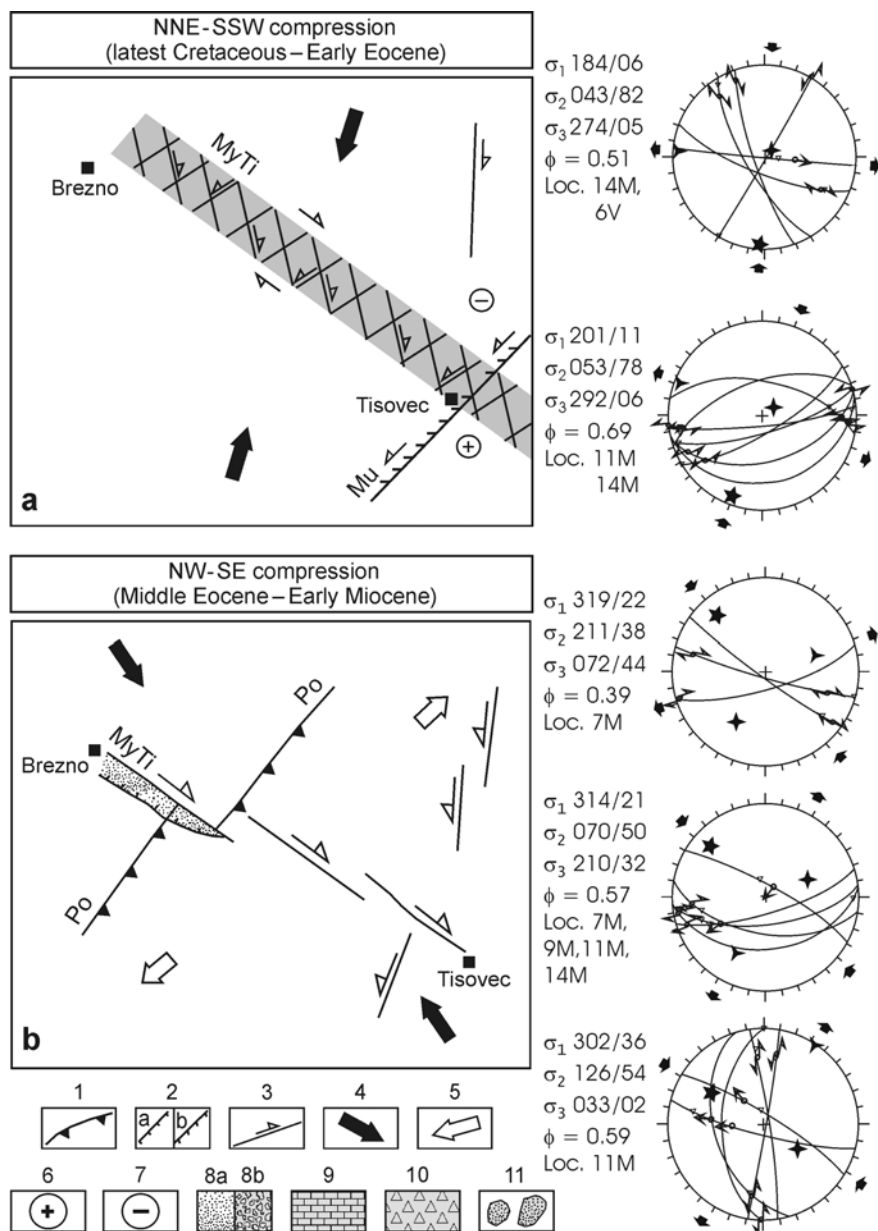 NNE-SSW compression
(latest Cretaceous – Early Eocene)
MyTi
Brezno
Tisovec
Mu
a
σ1 184/06
σ2 043/82
σ3 274/05
ϕ = 0.51
Loc. 14M,
6V
σ1 201/11
σ2 053/78
σ3 292/06
ϕ = 0.69
Loc. 11M
14M
NW-SE compression
(Middle Eocene – Early Miocene)
Po
MyTi
Brezno
Po
Tisovec
b
σ1 319/22
σ2 211/38
σ3 072/44
ϕ = 0.39
Loc. 7M
σ1 314/21
σ2 070/50
σ3 210/32
ϕ = 0.57
Loc. 7M,
9M,11M,
14M
σ1 302/36
σ2 126/54
σ3 033/02
ϕ = 0.59
Loc. 11M
1 2 3 4 5
a b
6 7 8a 8b 9 10 11